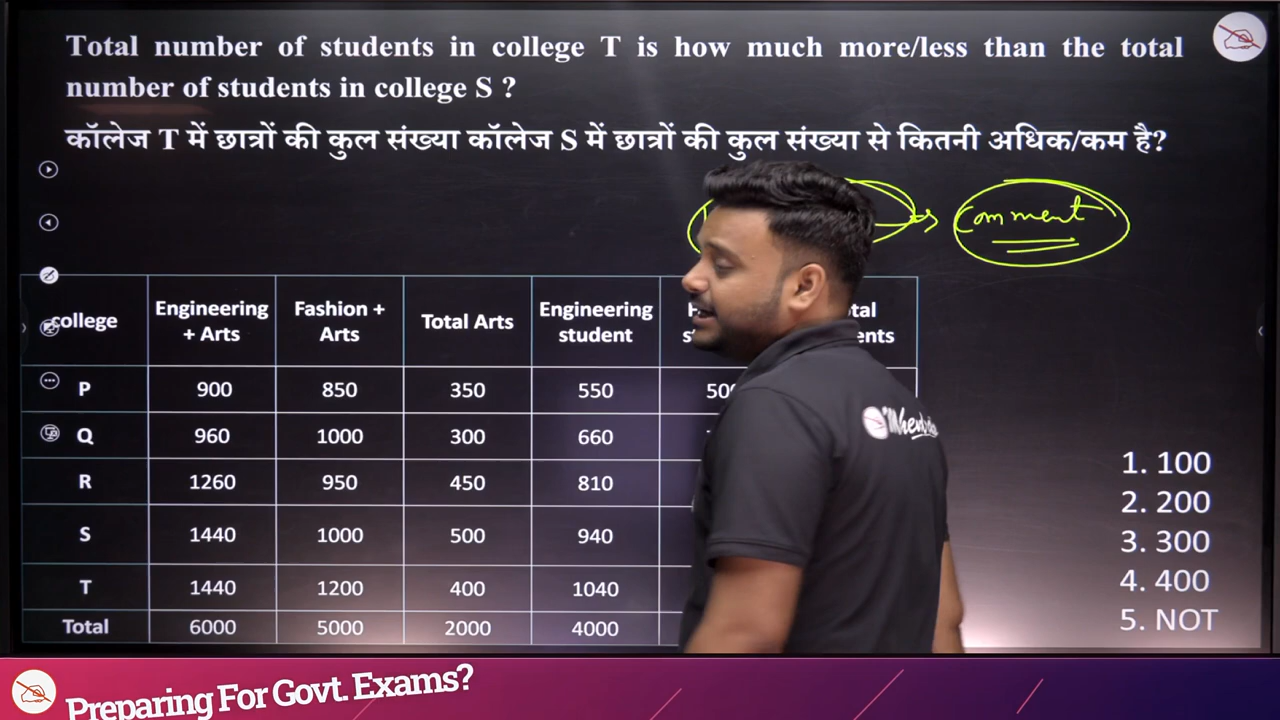 Total number of students in college T is how much more/less than the total
number of students in college S ?
कॉलेज T में छात्रों की कुल संख्या कॉलेज S में छात्रों की कुल संख्या से कितनी अधिक/कम है?
Comment
college Engineering + Arts Fashion + Arts Total Arts Engineering student
P 900 850 350 550
Q 960 1000 300 660
R 1260 950 450 810
S 1440 1000 500 940
T 1440 1200 400 1040
Total 6000 5000 2000 4000
1. 100
2. 200
3. 300
4. 400
5. NOT
Preparing For Govt. Exams?